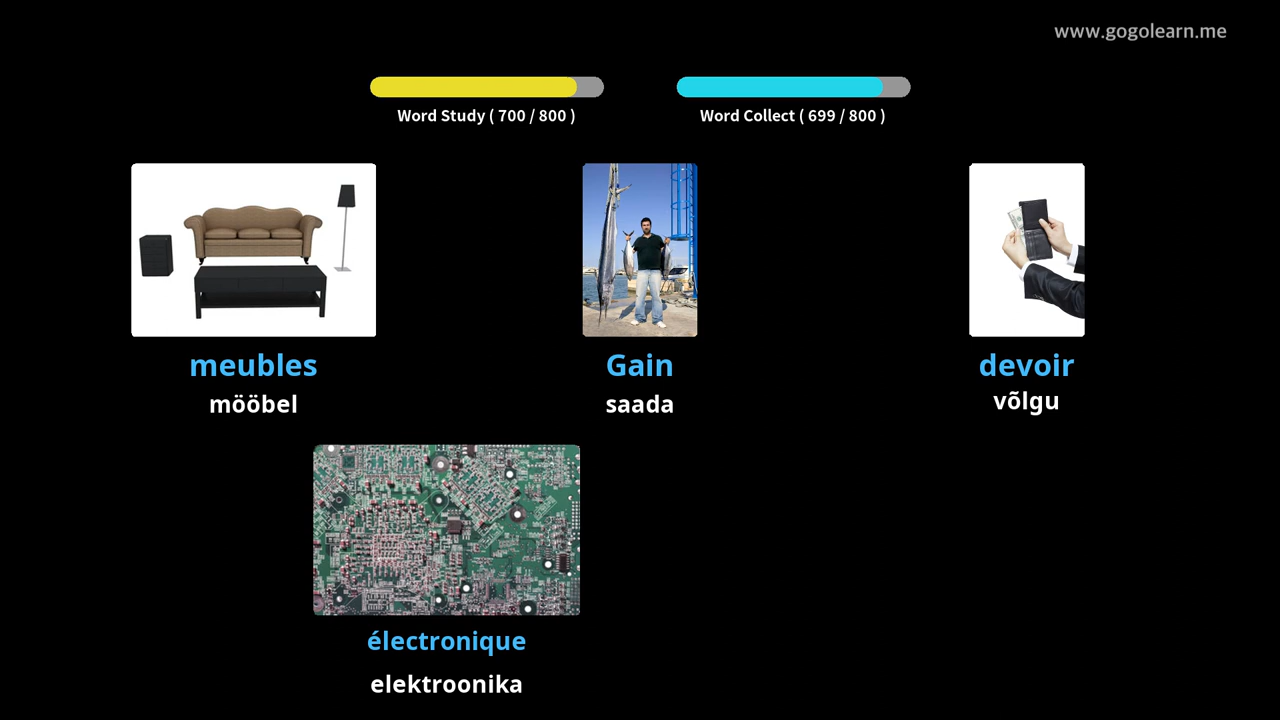 www.gogolearn.me
Word Study ( 700 / 800 )
Word Collect ( 699 / 800 )
meubles
mööbel
Gain
saada
devoir
võlgu
électronique
elektroonika